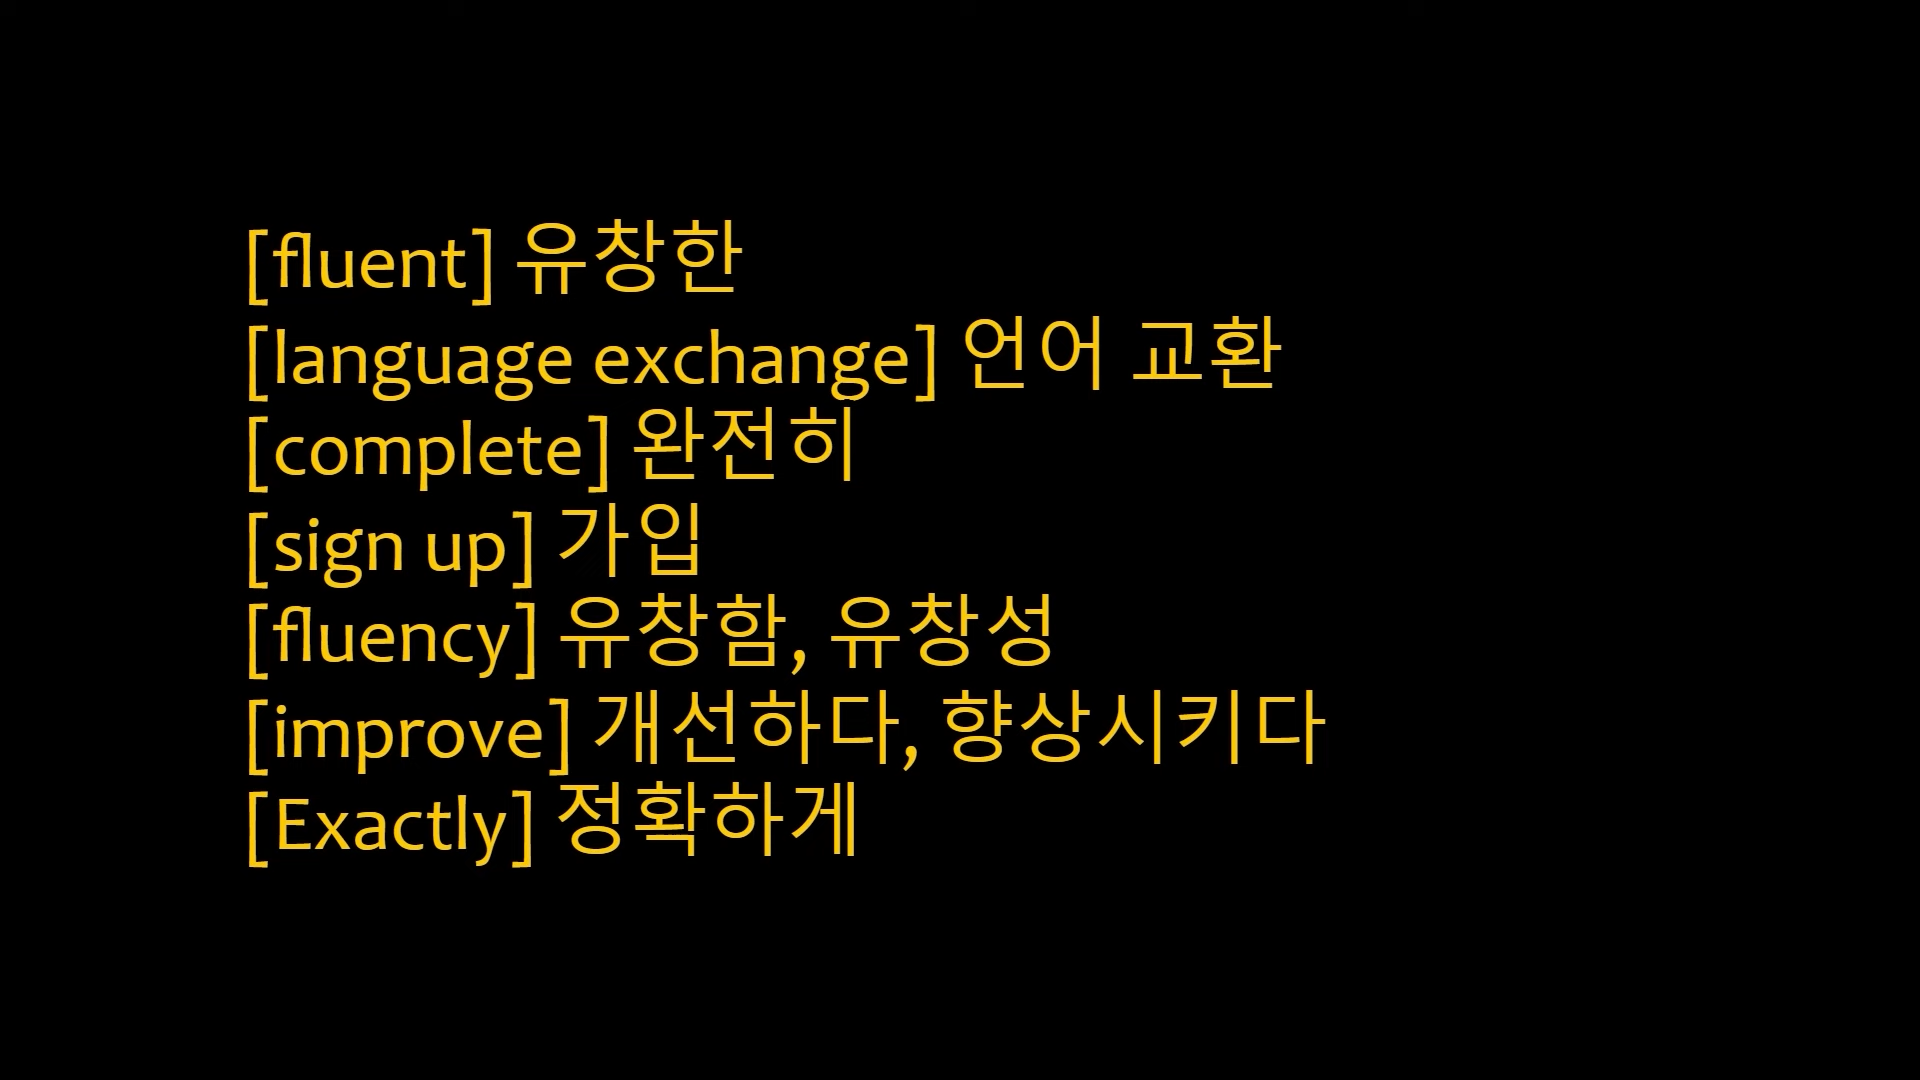 [fluent] 유창한
[language exchange] 언어 교환
[complete] 완전히
[sign up] 가입
[fluency] 유창함, 유창성
[improve] 개선하다, 향상시키다
[Exactly] 정확하게